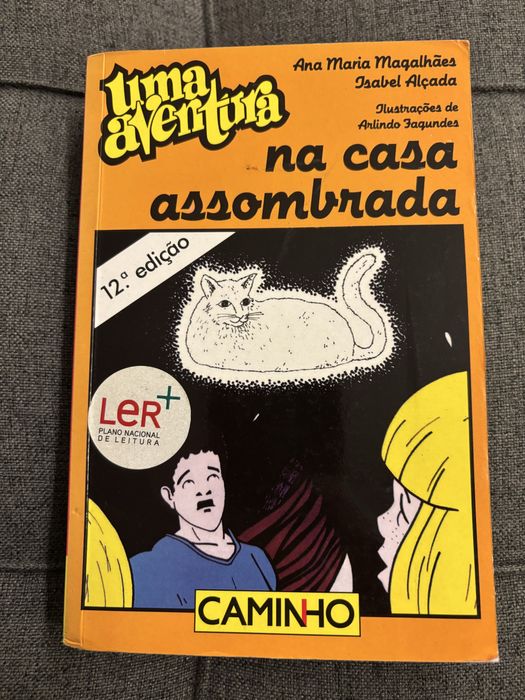 uma
aventura
Ana Maria Magalhães
Isabel Alçada
Ilustrações de
Arlindo Fagundes
na casa
assombrada
12.ª edição
LeR+
PLANO NACIONAL
DE LEITURA
CAMINHO